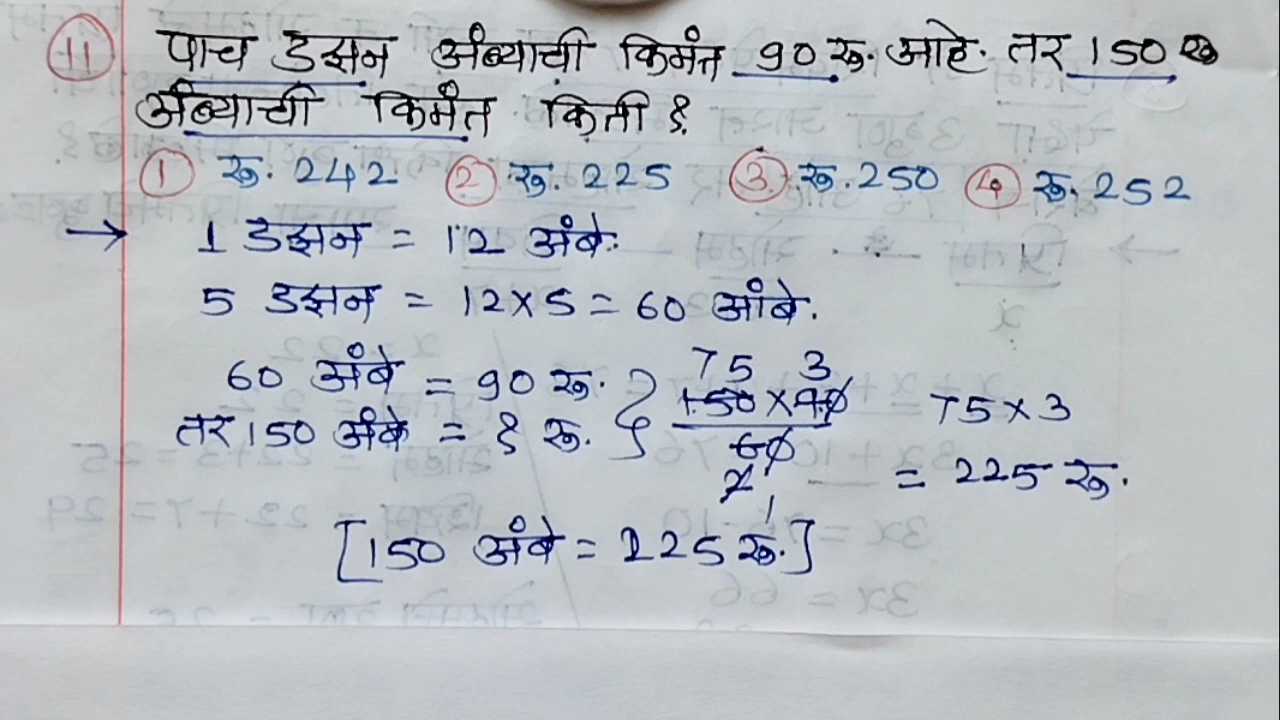 11 पाच डझन अंब्याची किमंत 90 रू. आहे. तर 150
अंब्याची किमंत किती ?
1 रू. 242 2 रू. 225 3 रू. 250 4 रू. 252
→ 1 डझन = 12 अंबे.
5 डझन = 12×5 = 60 आंबे.
75 3
60 अंबे = 90 रू. } 150×90 75×3
तर 150 अंबे = ? रू. 60
2 = 225 रू.
1
[150 अंबे = 225 रू.]